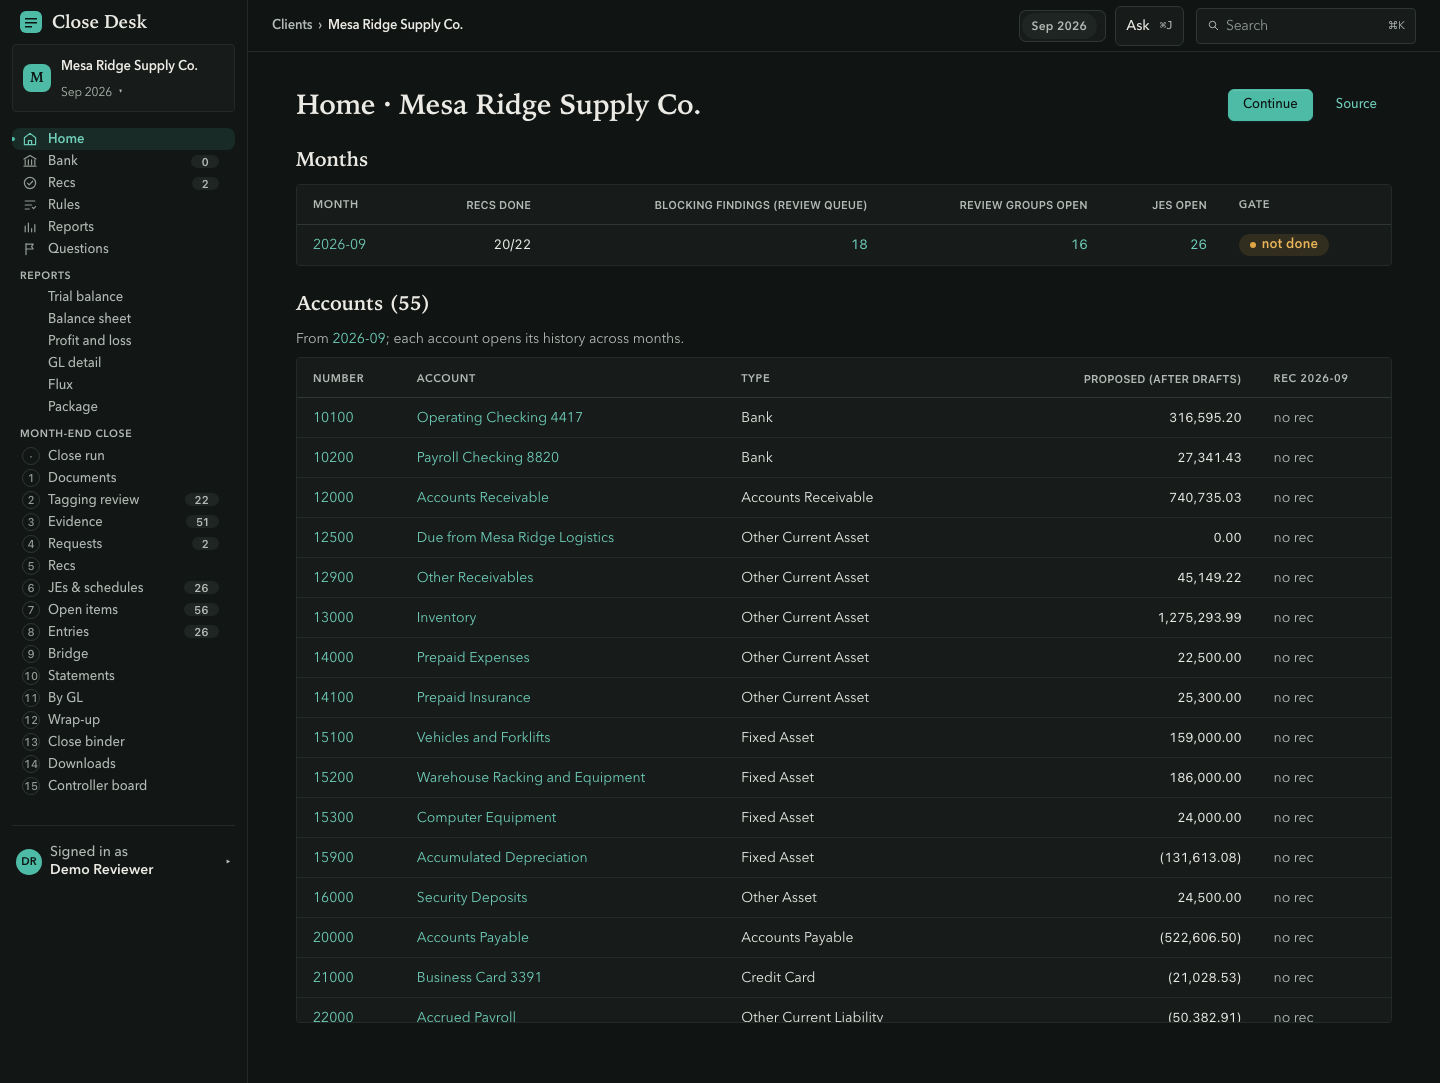 Close Desk
M
Mesa Ridge Supply Co.
Sep 2026
Home
Bank 0
Recs 2
Rules
Reports
Questions
REPORTS
Trial balance
Balance sheet
Profit and loss
GL detail
Flux
Package
MONTH-END CLOSE
· Close run
1 Documents
2 Tagging review 22
3 Evidence 51
4 Requests 2
5 Recs
6 JEs & schedules 26
7 Open items 56
8 Entries 26
9 Bridge
10 Statements
11 By GL
12 Wrap-up
13 Close binder
14 Downloads
15 Controller board
DR
Signed in as
Demo Reviewer
Clients › Mesa Ridge Supply Co.
Sep 2026
Ask ⌘J
Search ⌘K
Home · Mesa Ridge Supply Co.
Continue
Source
Months
MONTH RECS DONE BLOCKING FINDINGS (REVIEW QUEUE) REVIEW GROUPS OPEN JES OPEN GATE
2026-09 20/22 18 16 26 not done
Accounts (55)
From 2026-09; each account opens its history across months.
NUMBER ACCOUNT TYPE PROPOSED (AFTER DRAFTS) REC 2026-09
10100 Operating Checking 4417 Bank 316,595.20 no rec
10200 Payroll Checking 8820 Bank 27,341.43 no rec
12000 Accounts Receivable Accounts Receivable 740,735.03 no rec
12500 Due from Mesa Ridge Logistics Other Current Asset 0.00 no rec
12900 Other Receivables Other Current Asset 45,149.22 no rec
13000 Inventory Other Current Asset 1,275,293.99 no rec
14000 Prepaid Expenses Other Current Asset 22,500.00 no rec
14100 Prepaid Insurance Other Current Asset 25,300.00 no rec
15100 Vehicles and Forklifts Fixed Asset 159,000.00 no rec
15200 Warehouse Racking and Equipment Fixed Asset 186,000.00 no rec
15300 Computer Equipment Fixed Asset 24,000.00 no rec
15900 Accumulated Depreciation Fixed Asset (131,613.08) no rec
16000 Security Deposits Other Asset 24,500.00 no rec
20000 Accounts Payable Accounts Payable (522,606.50) no rec
21000 Business Card 3391 Credit Card (21,028.53) no rec
22000 Accrued Payroll Other Current Liability (50,382.91) no rec